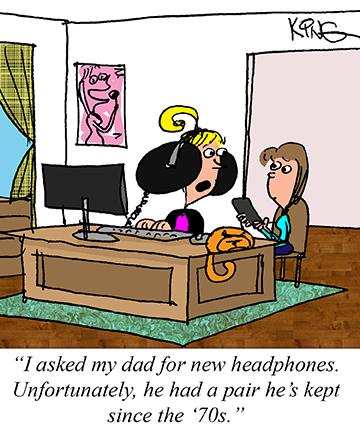 KING
“I asked my dad for new headphones.
Unfortunately, he had a pair he’s kept
since the ‘70s.”